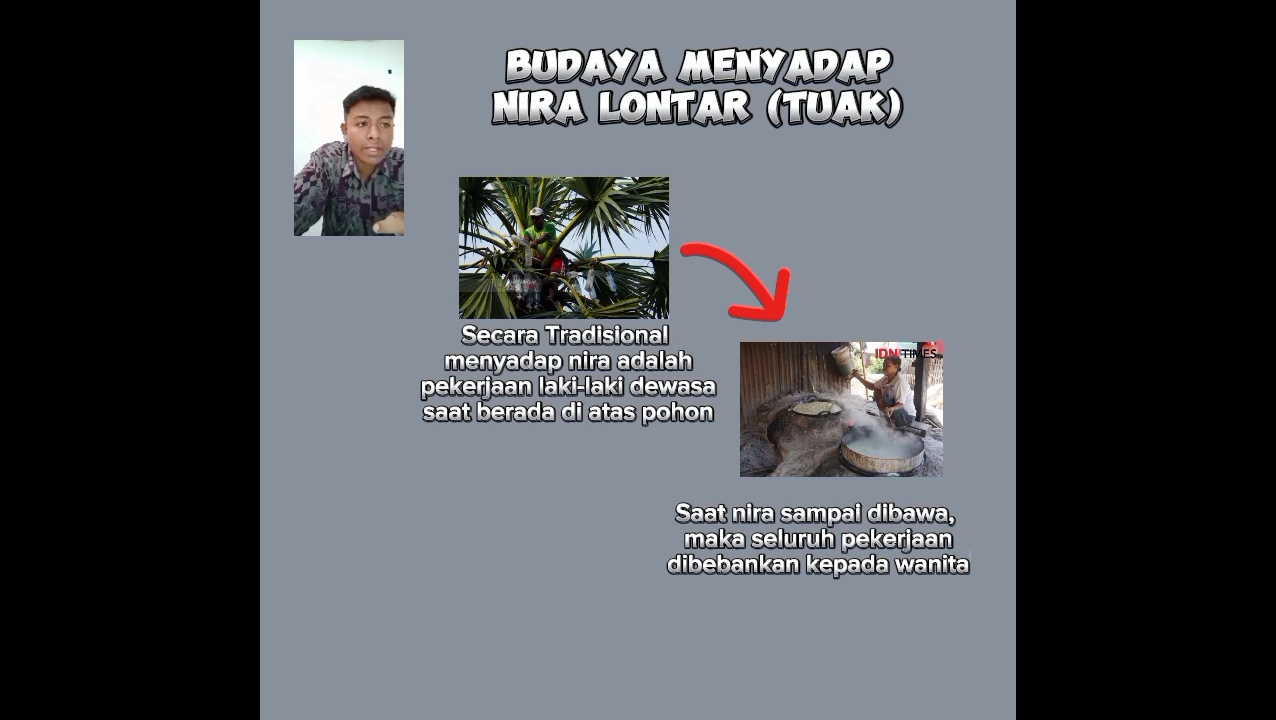 BUDAYA MENYADAP
NIRA LONTAR (TUAK)
Secara Tradisional
menyadap nira adalah
pekerjaan laki-laki dewasa
saat berada di atas pohon
IDN TIMES
Saat nira sampai dibawa,
maka seluruh pekerjaan
dibebankan kepada wanita